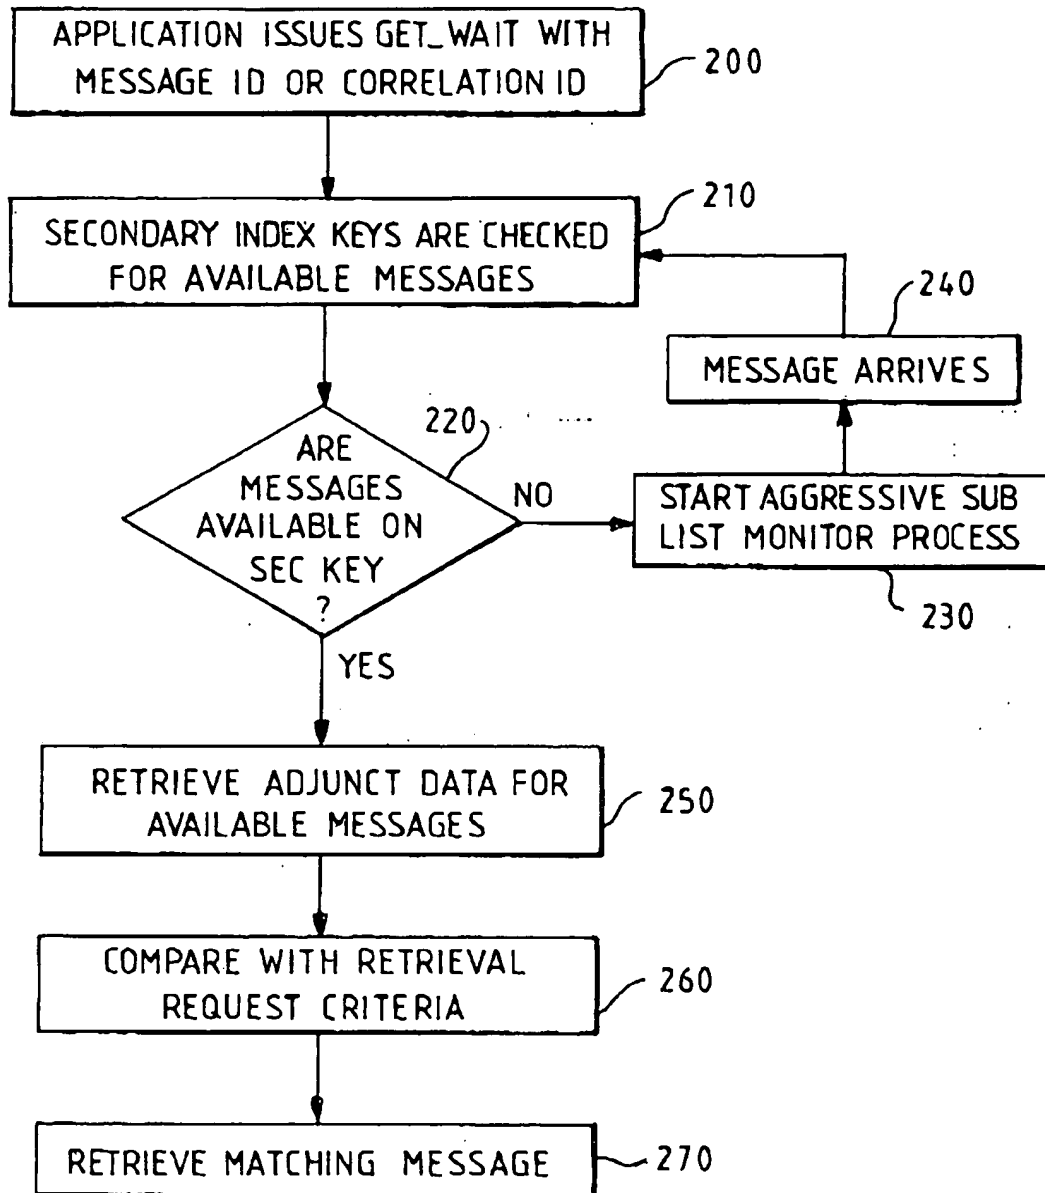 APPLICATION ISSUES GET_WAIT WITH
MESSAGE ID OR CORRELATION ID
200
210
SECONDARY INDEX KEYS ARE CHECKED
FOR AVAILABLE MESSAGES
240
MESSAGE ARRIVES
220
ARE
MESSAGES
AVAILABLE ON
SEC KEY
?
NO
START AGGRESSIVE SUB
LIST MONITOR PROCESS
230
YES
RETRIEVE ADJUNCT DATA FOR
AVAILABLE MESSAGES
250
COMPARE WITH RETRIEVAL
REQUEST CRITERIA
260
RETRIEVE MATCHING MESSAGE
270